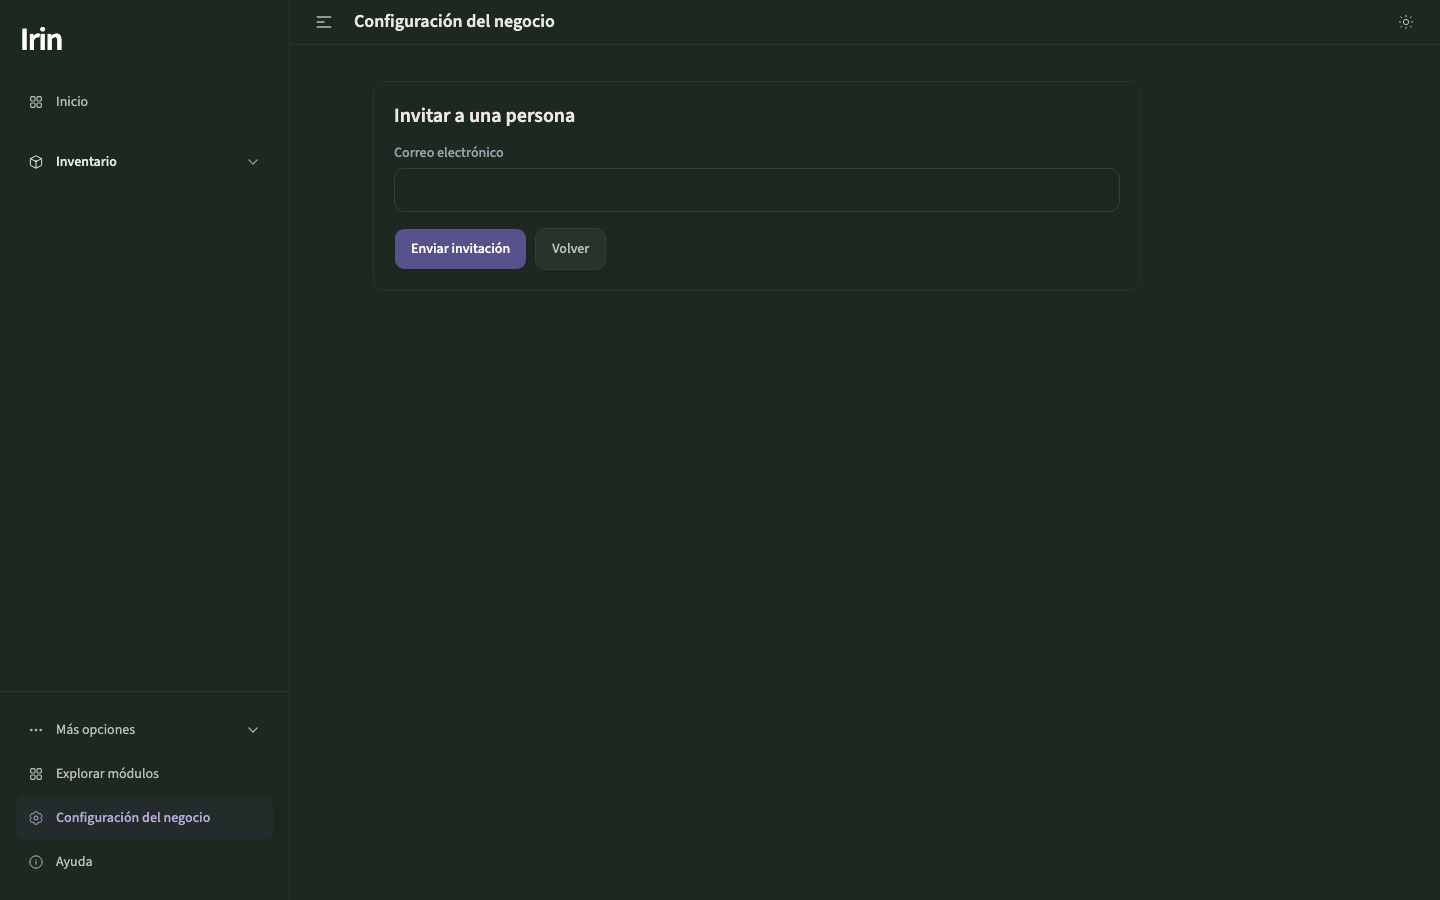 Irin
Inicio
Inventario
Más opciones
Explorar módulos
Configuración del negocio
Ayuda
Configuración del negocio
Invitar a una persona
Correo electrónico
Enviar invitación
Volver